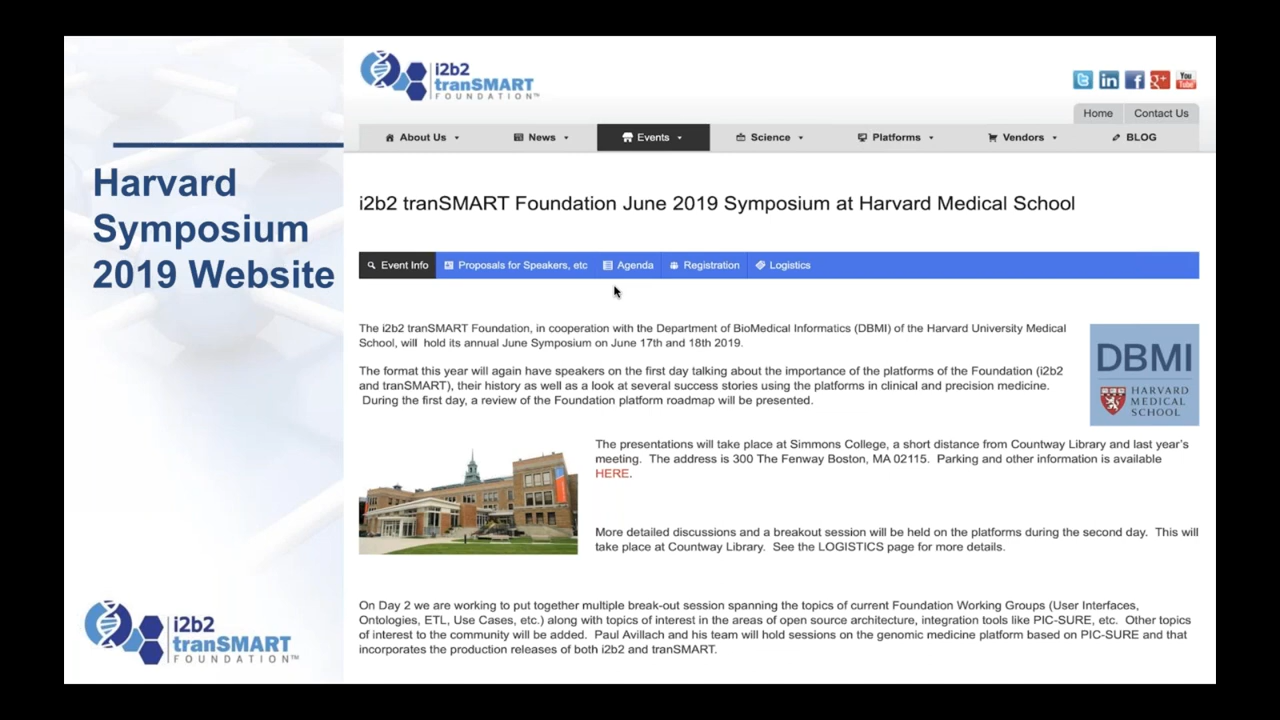 Harvard
Symposium
2019 Website
i2b2
tranSMART
FOUNDATION™
You
Tube
Home
Contact Us
About Us
News
Events
Science
Platforms
Vendors
BLOG
i2b2 tranSMART Foundation June 2019 Symposium at Harvard Medical School
Event Info
Proposals for Speakers, etc
Agenda
Registration
Logistics
The i2b2 tranSMART Foundation, in cooperation with the Department of BioMedical Informatics (DBMI) of the Harvard University Medical
School, will hold its annual June Symposium on June 17th and 18th 2019.
The format this year will again have speakers on the first day talking about the importance of the platforms of the Foundation (i2b2
and tranSMART), their history as well as a look at several success stories using the platforms in clinical and precision medicine.
During the first day, a review of the Foundation platform roadmap will be presented.
DBMI
HARVARD
MEDICAL
SCHOOL
The presentations will take place at Simmons College, a short distance from Countway Library and last year's
meeting. The address is 300 The Fenway Boston, MA 02115. Parking and other information is available
HERE.
More detailed discussions and a breakout session will be held on the platforms during the second day. This will
take place at Countway Library. See the LOGISTICS page for more details.
On Day 2 we are working to put together multiple break-out session spanning the topics of current Foundation Working Groups (User Interfaces,
Ontologies, ETL, Use Cases, etc.) along with topics of interest in the areas of open source architecture, integration tools like PIC-SURE, etc. Other topics
of interest to the community will be added. Paul Avillach and his team will hold sessions on the genomic medicine platform based on PIC-SURE and that
incorporates the production releases of both i2b2 and tranSMART.
i2b2
tranSMART
FOUNDATION™